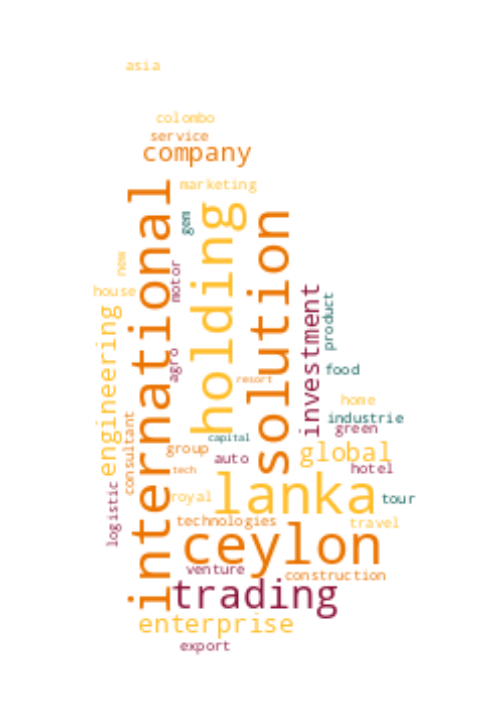 asia
colombo
service
company
marketing
international
holding
solution
gem
new
motor
house
investment
product
engineering
agro
food
resort
home
consultant
industrie
green
capital
group
global
auto
hotel
tech
logistic
royal
lanka
tour
technologies
travel
ceylon
venture
construction
trading
enterprise
export